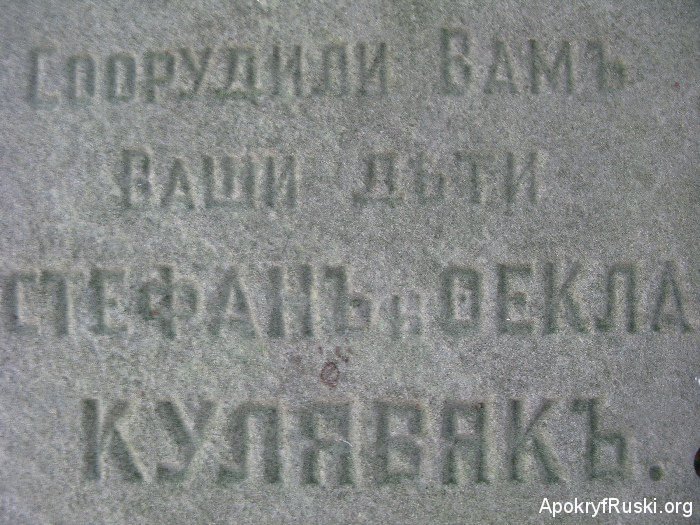 Соорудили Вамъ
Ваши дѣти
Стефанъ и Ѳекла
Кулявякъ.
ApokryfRuski.org